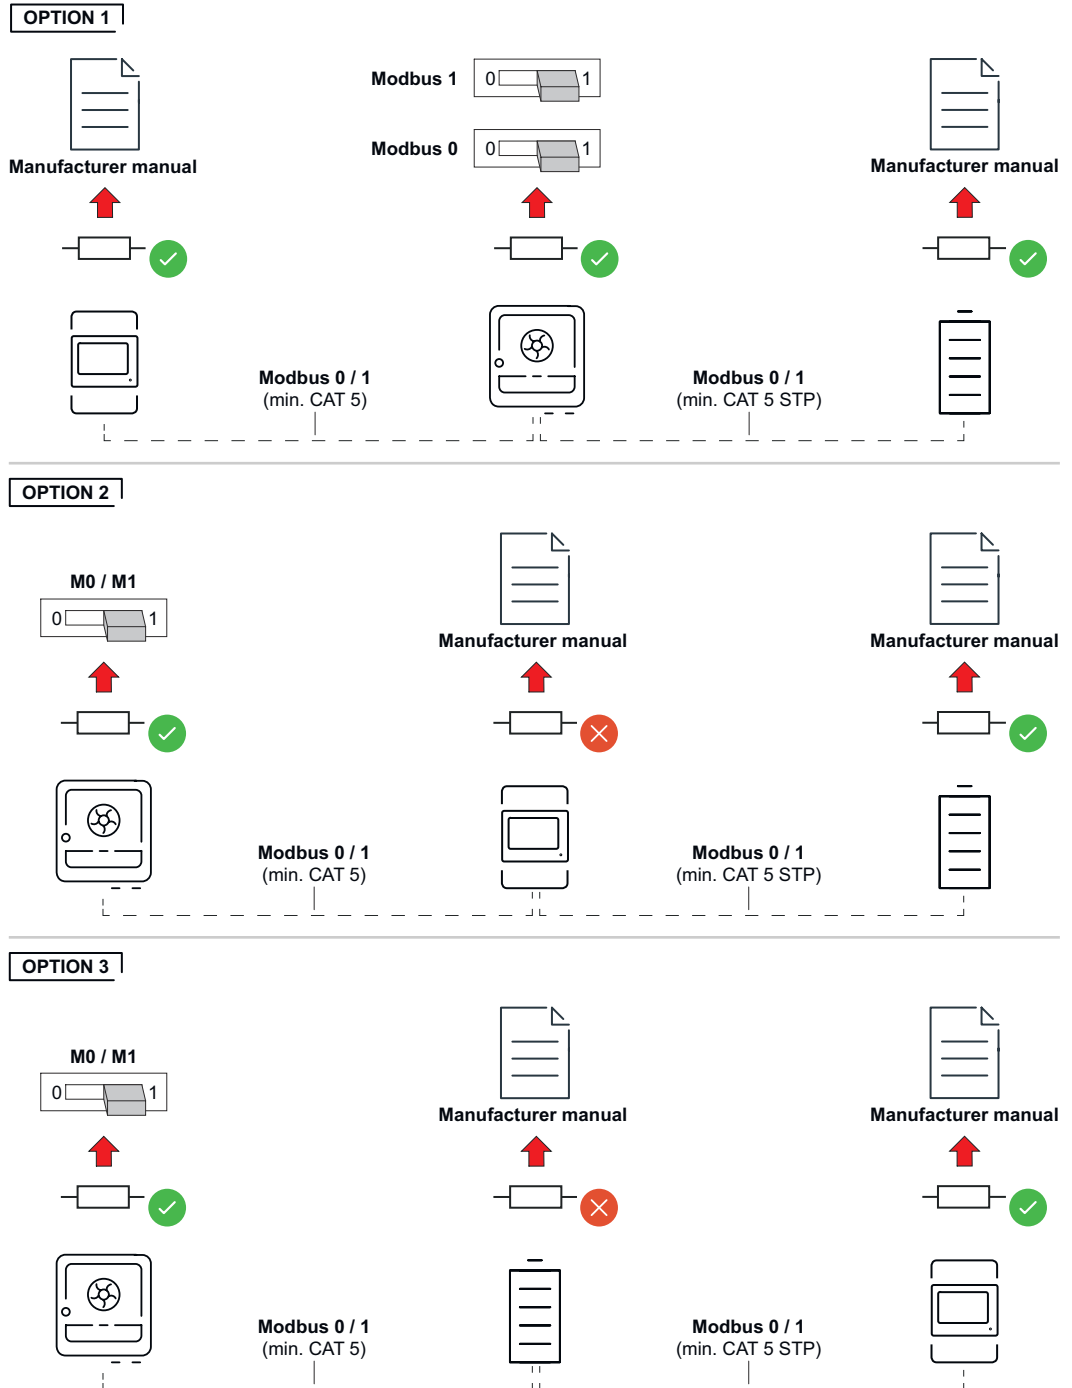 OPTION 1
Modbus 1 0 1
Modbus 0 0 1
Manufacturer manual
Manufacturer manual
Modbus 0 / 1
(min. CAT 5)
Modbus 0 / 1
(min. CAT 5 STP)
OPTION 2
M0 / M1
0 1
Manufacturer manual
Manufacturer manual
Modbus 0 / 1
(min. CAT 5)
Modbus 0 / 1
(min. CAT 5 STP)
OPTION 3
M0 / M1
0 1
Manufacturer manual
Manufacturer manual
Modbus 0 / 1
(min. CAT 5)
Modbus 0 / 1
(min. CAT 5 STP)